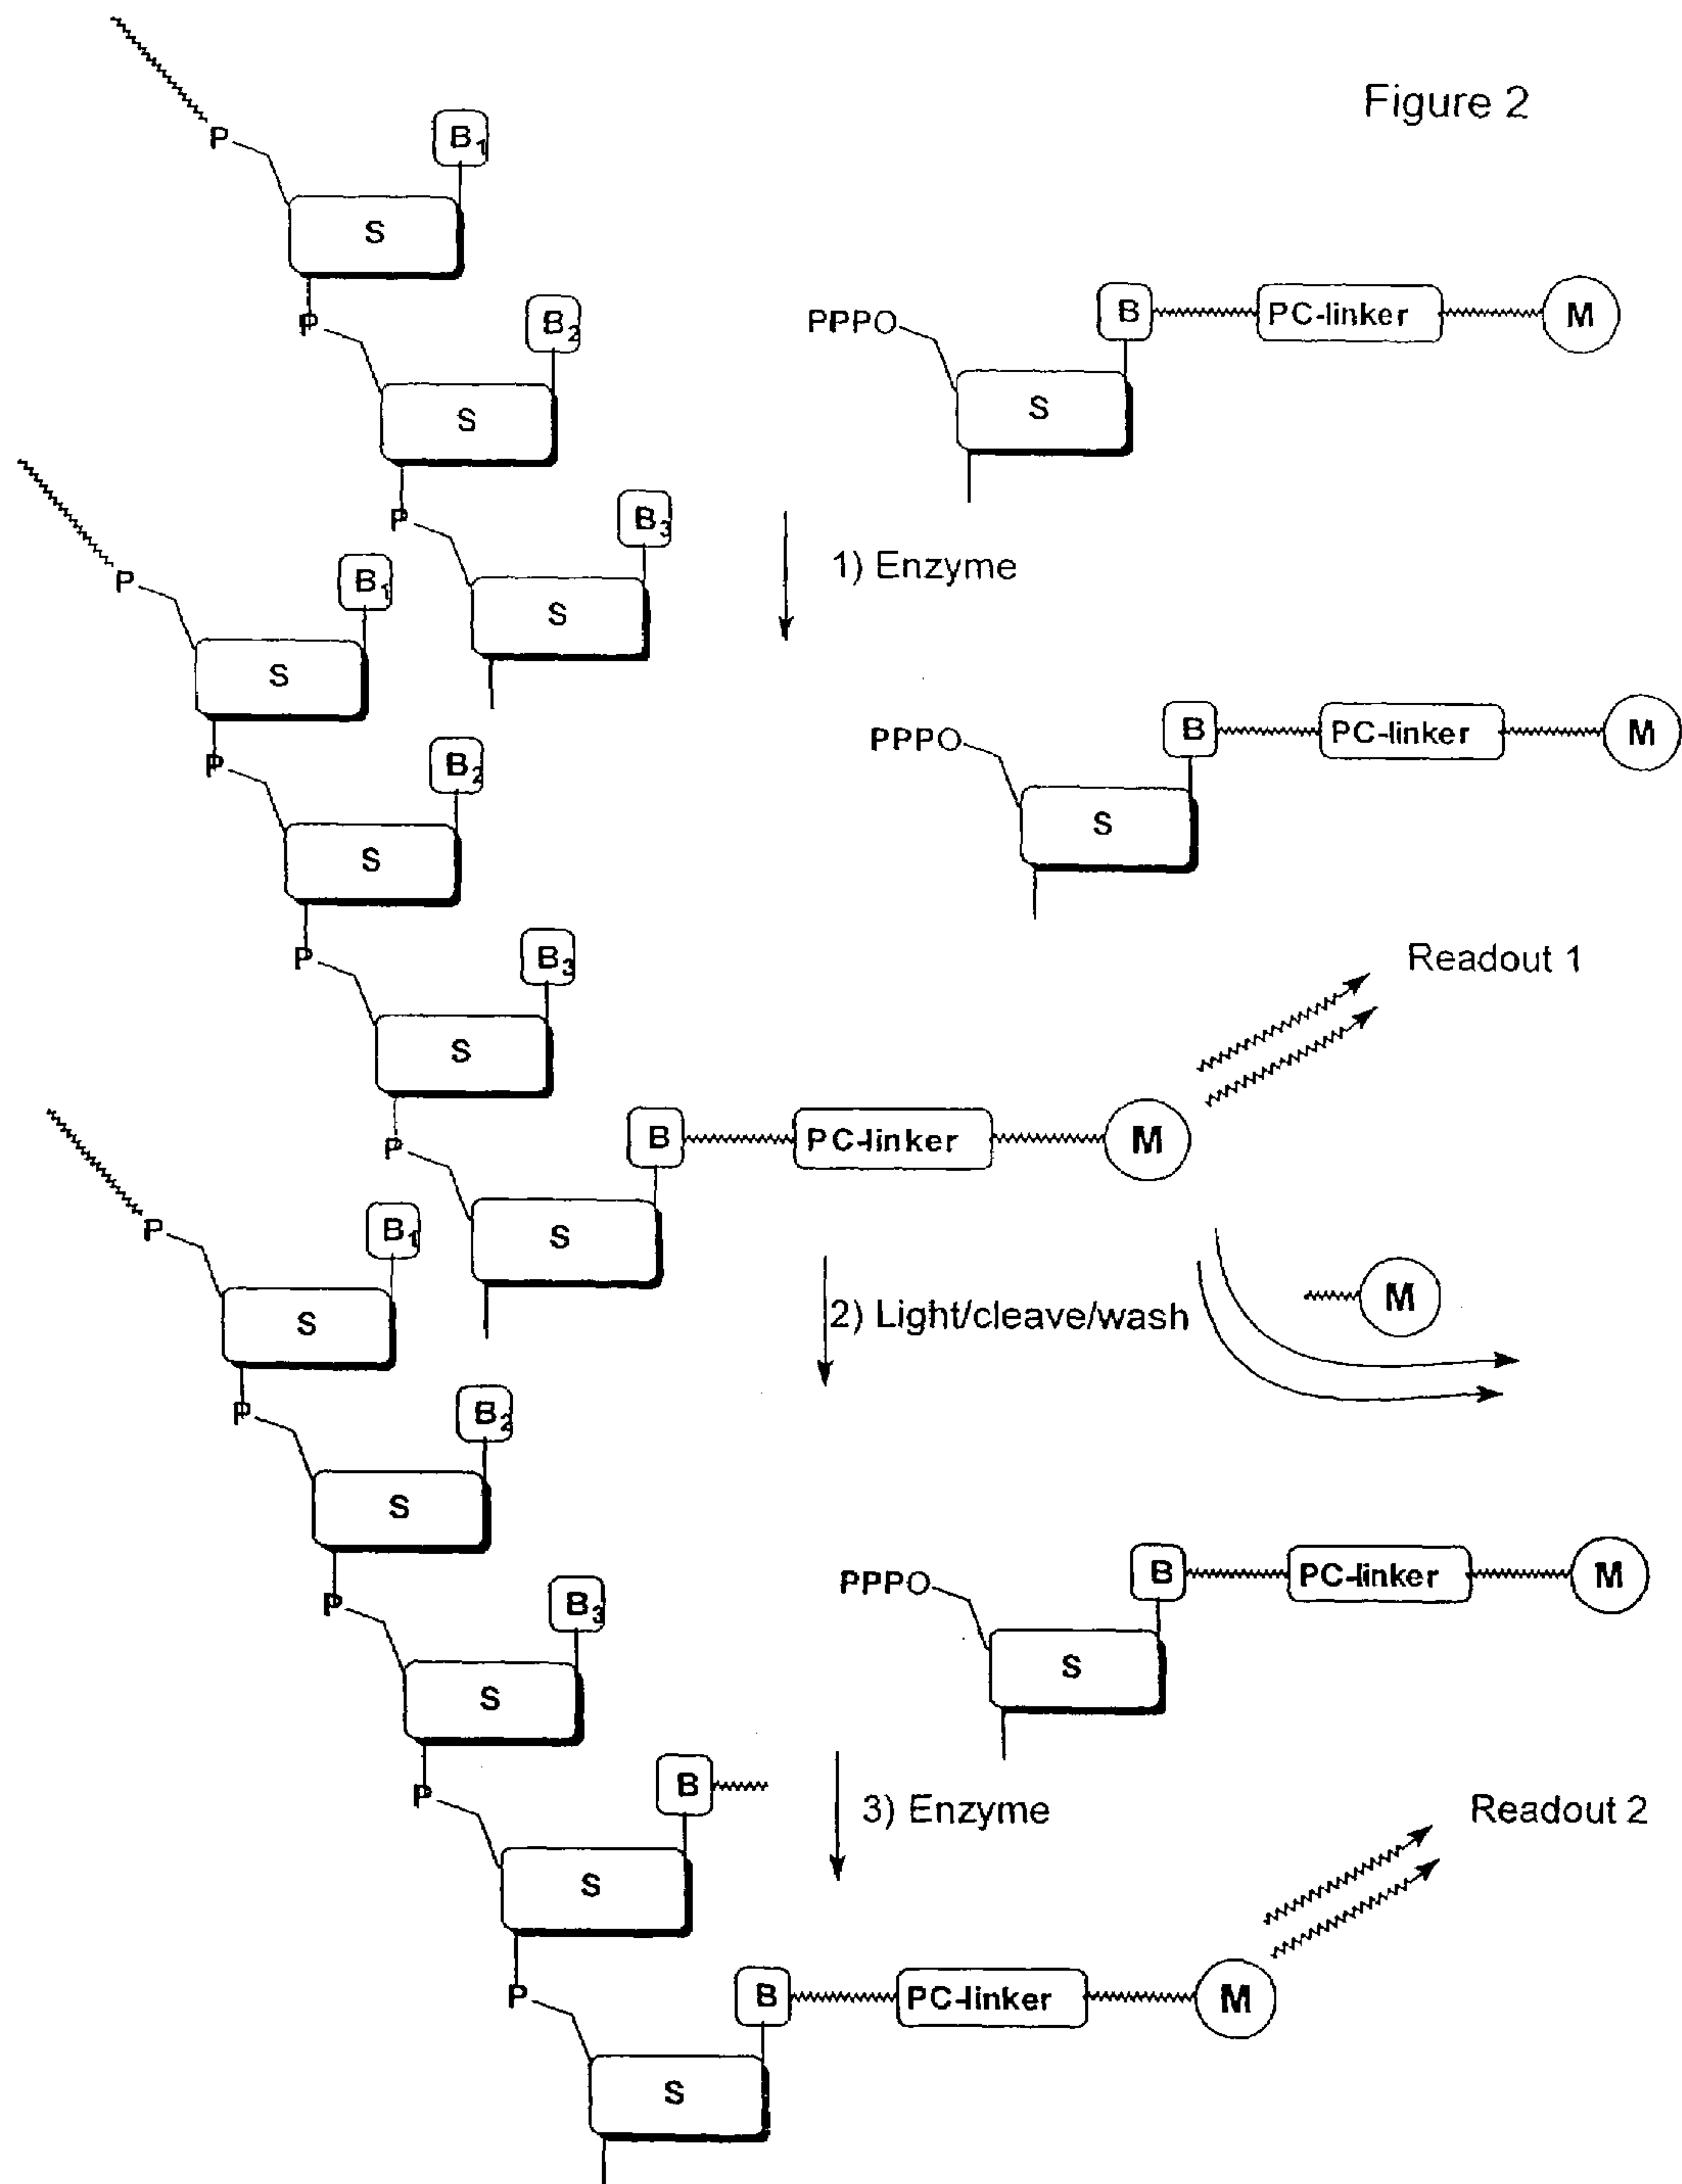 Figure 2
P
B1
S
P
B2
S
P
B3
S
PPPO
B
PC-linker
M
S
1) Enzyme
P
B1
S
P
B2
S
P
B3
S
P
B
PC-linker
M
S
PPPO
B
PC-linker
M
S
Readout 1
2) Light/cleave/wash
M
P
B1
S
P
B2
S
P
B3
S
P
B
S
P
B
PC-linker
M
S
PPPO
B
PC-linker
M
S
3) Enzyme
Readout 2